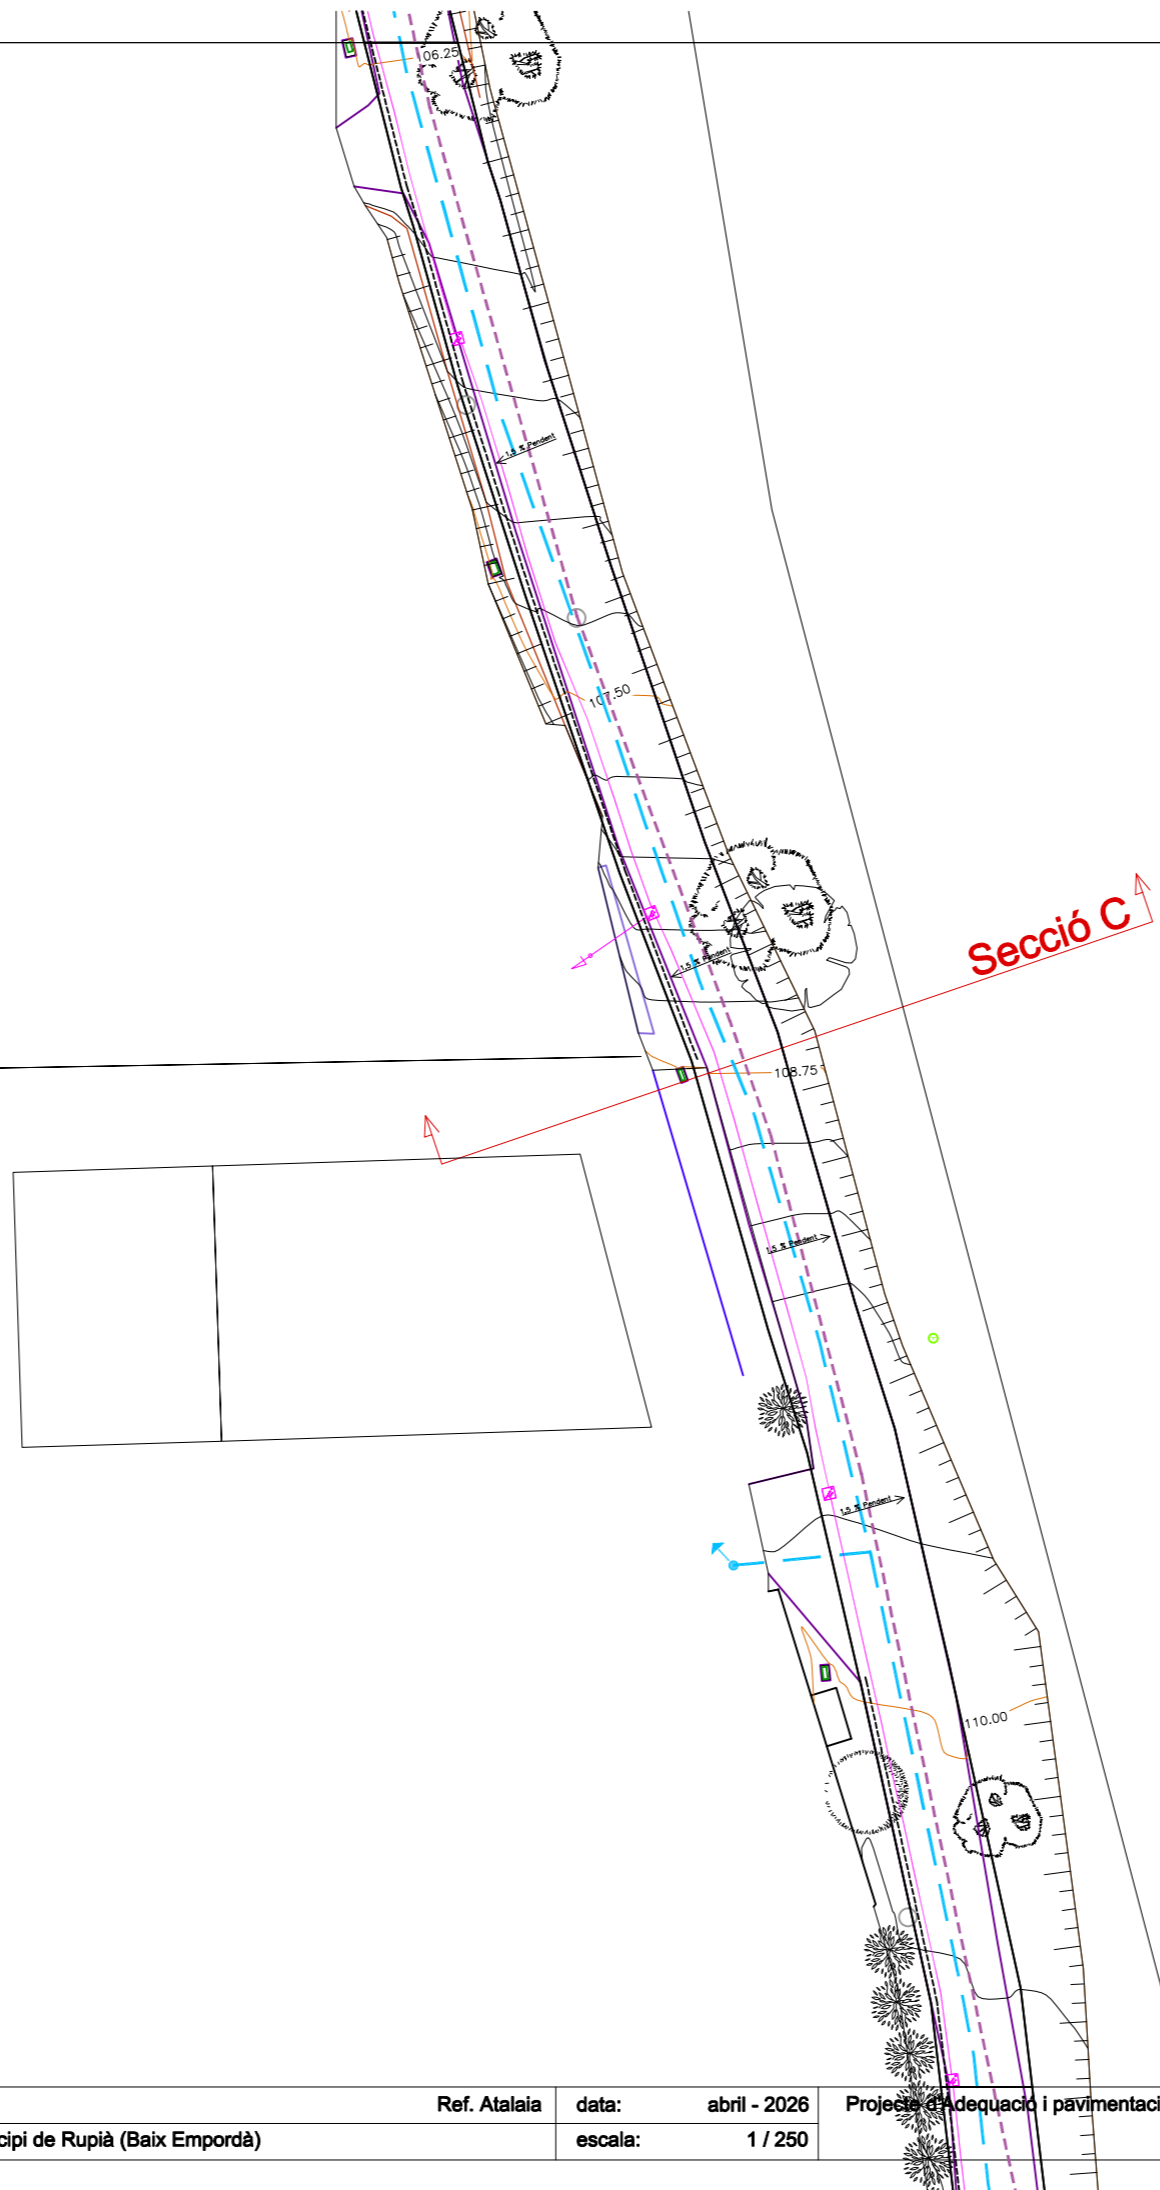 106.25
1,5 % Pendent
107.50
Secció C
1,5 % Pendent
108.75
1,5 % Pendent
1,5 % Pendent
110.00
Ref. Atalaia data: abril - 2026 Projecte d'Adequació i pavimentaci
cipi de Rupià (Baix Empordà) escala: 1 / 250